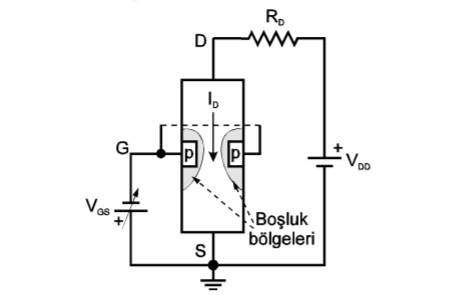 R_D
D
I_D
G
p
p
+
V_DD
V_GS
+
Boşluk
bölgeleri
S